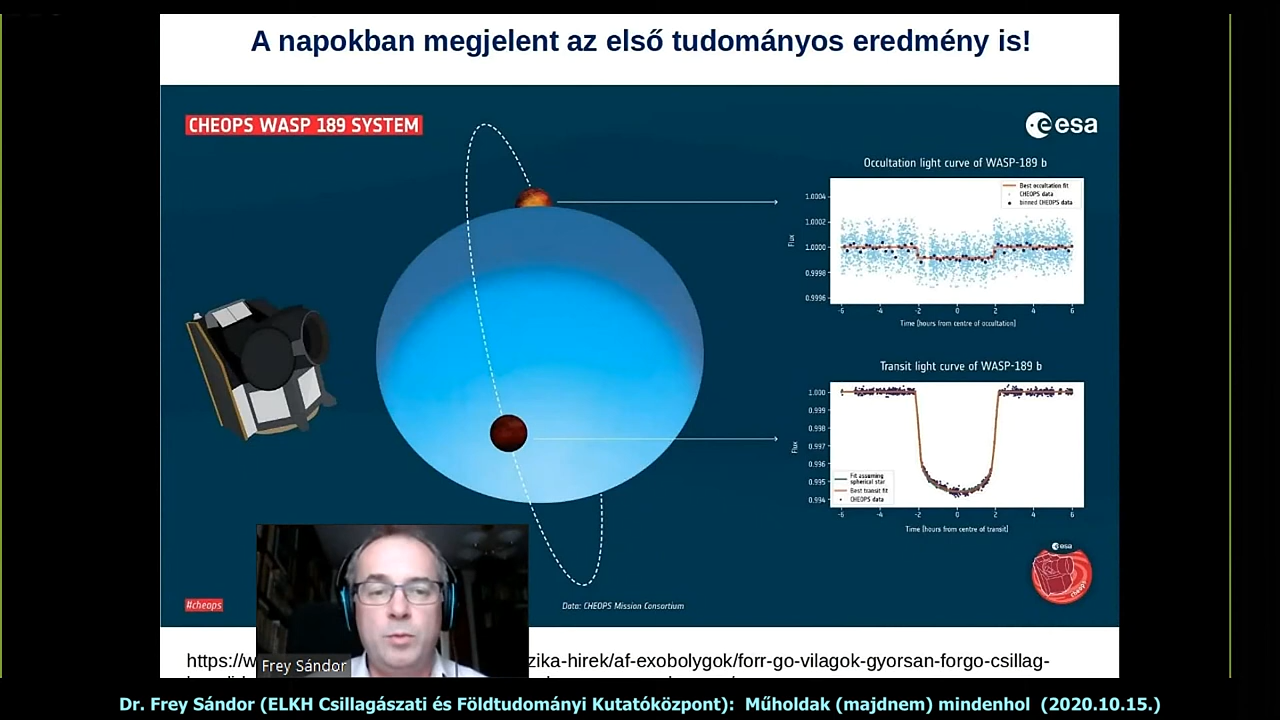 A napokban megjelent az első tudományos eredmény is!
CHEOPS WASP 189 SYSTEM
esa
Occultation light curve of WASP-189 b
Best occultation fit
CHEOPS data
binned CHEOPS data
1.0004
1.0002
1.0000
0.9998
0.9996
Flux
-6 -4 -2 0 2 4 6
Time [hours from centre of occultation]
Transit light curve of WASP-189 b
1.000
0.999
0.998
0.997
0.996
0.995
0.994
Flux
Fit assuming
spherical star
Best transit fit
CHEOPS data
-6 -4 -2 0 2 4 6
Time [hours from centre of transit]
esa
cheops
#cheops
Data: CHEOPS Mission Consortium
https://w
zika-hirek/af-exobolygok/forr-go-vilagok-gyorsan-forgo-csillag-
Frey Sándor
Dr. Frey Sándor (ELKH Csillagászati és Földtudományi Kutatóközpont): Műholdak (majdnem) mindenhol (2020.10.15.)